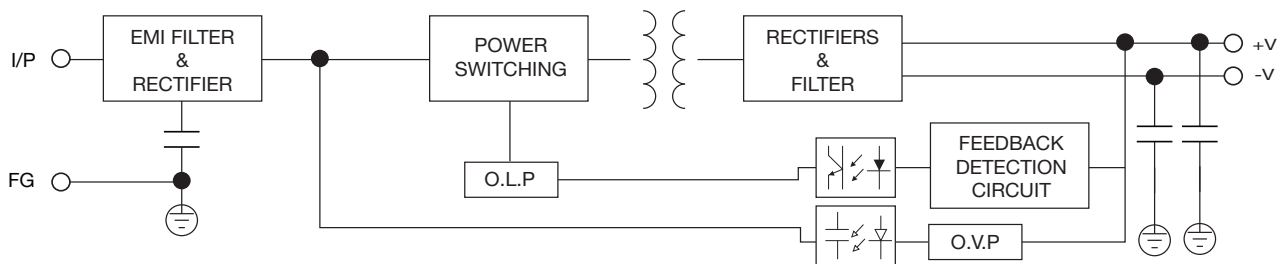 I/P
EMI FILTER
&
RECTIFIER
POWER
SWITCHING
RECTIFIERS
&
FILTER
+V
-V
FG
O.L.P
FEEDBACK
DETECTION
CIRCUIT
O.V.P